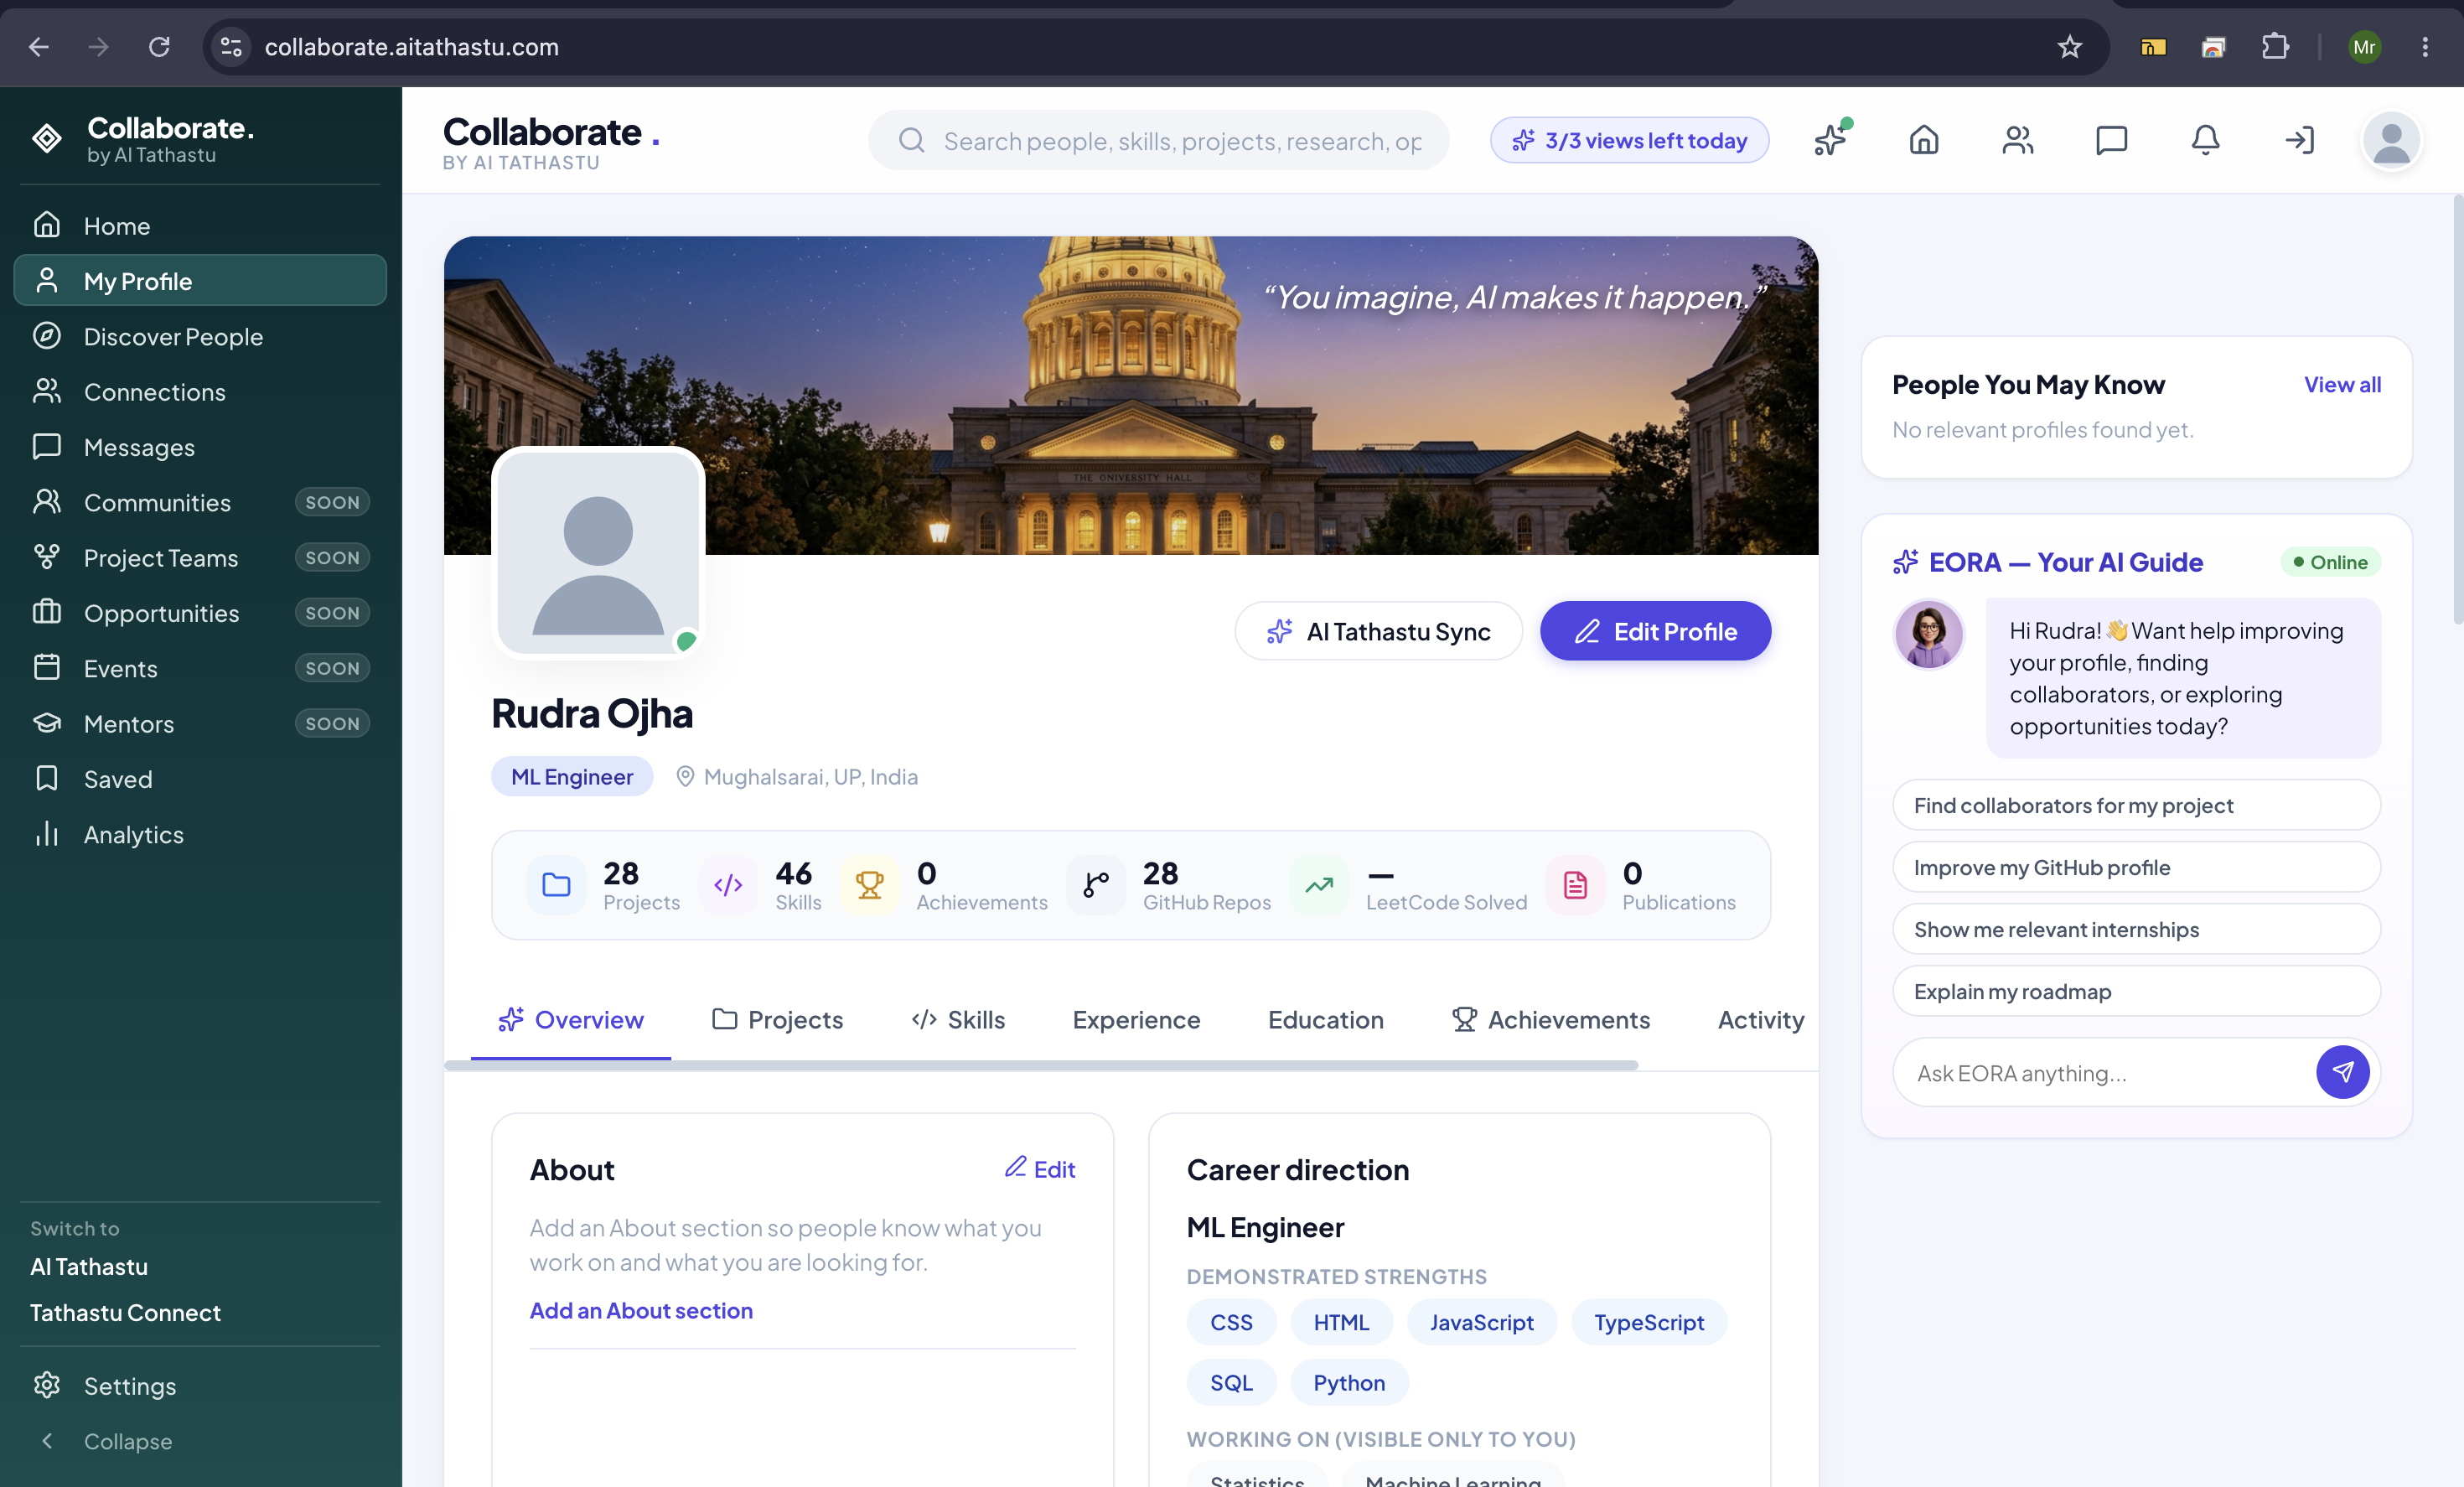 collaborate.aitathastu.com
Mr
Collaborate.
by AI Tathastu
Home
My Profile
Discover People
Connections
Messages
Communities SOON
Project Teams SOON
Opportunities SOON
Events SOON
Mentors SOON
Saved
Analytics
Switch to
AI Tathastu
Tathastu Connect
Settings
Collapse
Collaborate .
BY AI TATHASTU
Search people, skills, projects, research, op
3/3 views left today
“You imagine, AI makes it happen.”
THE UNIVERSITY HALL
AI Tathastu Sync
Edit Profile
Rudra Ojha
ML Engineer
Mughalsarai, UP, India
28
Projects
46
Skills
0
Achievements
28
GitHub Repos
—
LeetCode Solved
0
Publications
Overview
Projects
Skills
Experience
Education
Achievements
Activity
About
Edit
Add an About section so people know what you
work on and what you are looking for.
Add an About section
Career direction
ML Engineer
DEMONSTRATED STRENGTHS
CSS
HTML
JavaScript
TypeScript
SQL
Python
WORKING ON (VISIBLE ONLY TO YOU)
Statistics
Machine Learning
People You May Know
View all
No relevant profiles found yet.
EORA — Your AI Guide
Online
Hi Rudra! 👋 Want help improving
your profile, finding
collaborators, or exploring
opportunities today?
Find collaborators for my project
Improve my GitHub profile
Show me relevant internships
Explain my roadmap
Ask EORA anything...